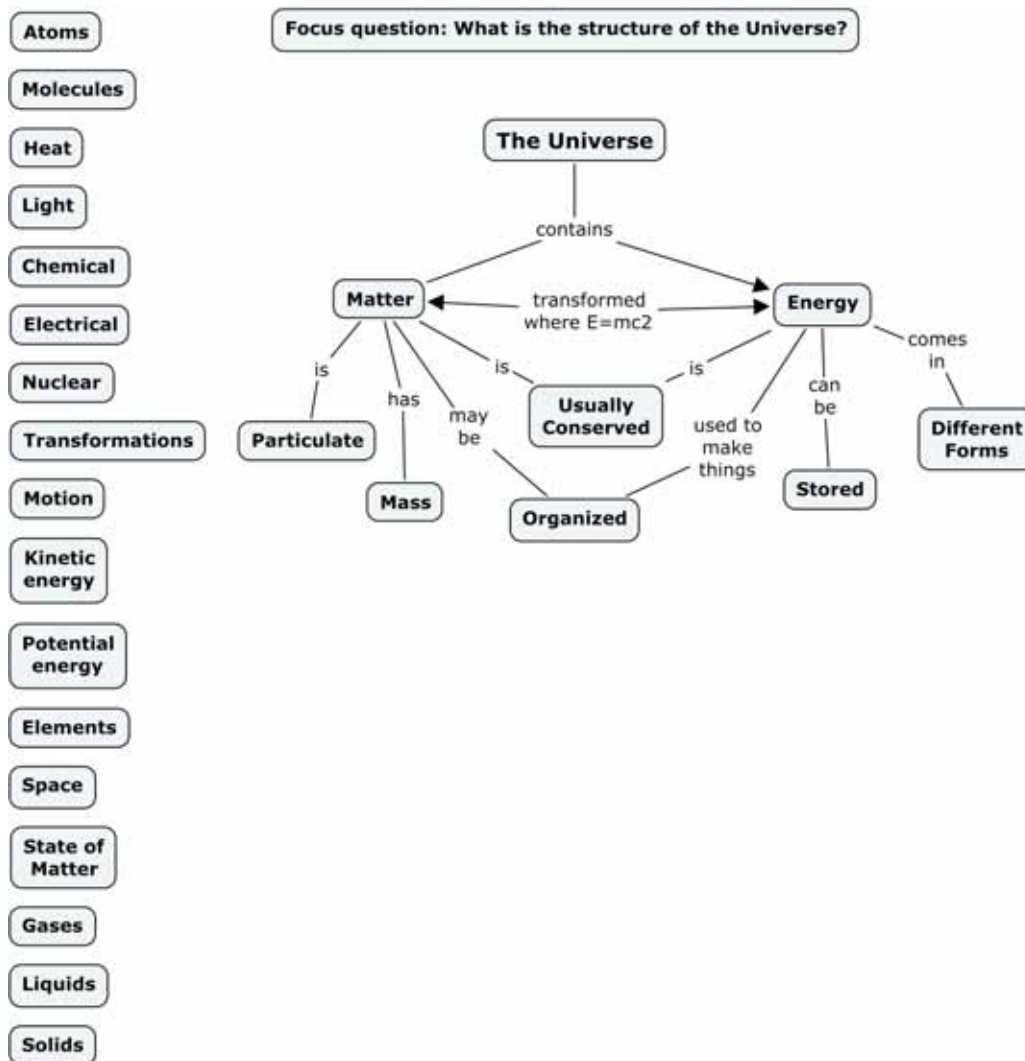 Atoms
Focus question: What is the structure of the Universe?
Molecules
Heat
Light
Chemical
Electrical
Nuclear
Transformations
Motion
Kinetic
energy
Potential
energy
Elements
Space
State of
Matter
Gases
Liquids
Solids
The Universe
contains
Matter
transformed
where E=mc2
Energy
is
has
may
be
is
is
used to
make
things
can
be
comes
in
Particulate
Mass
Usually
Conserved
Organized
Stored
Different
Forms